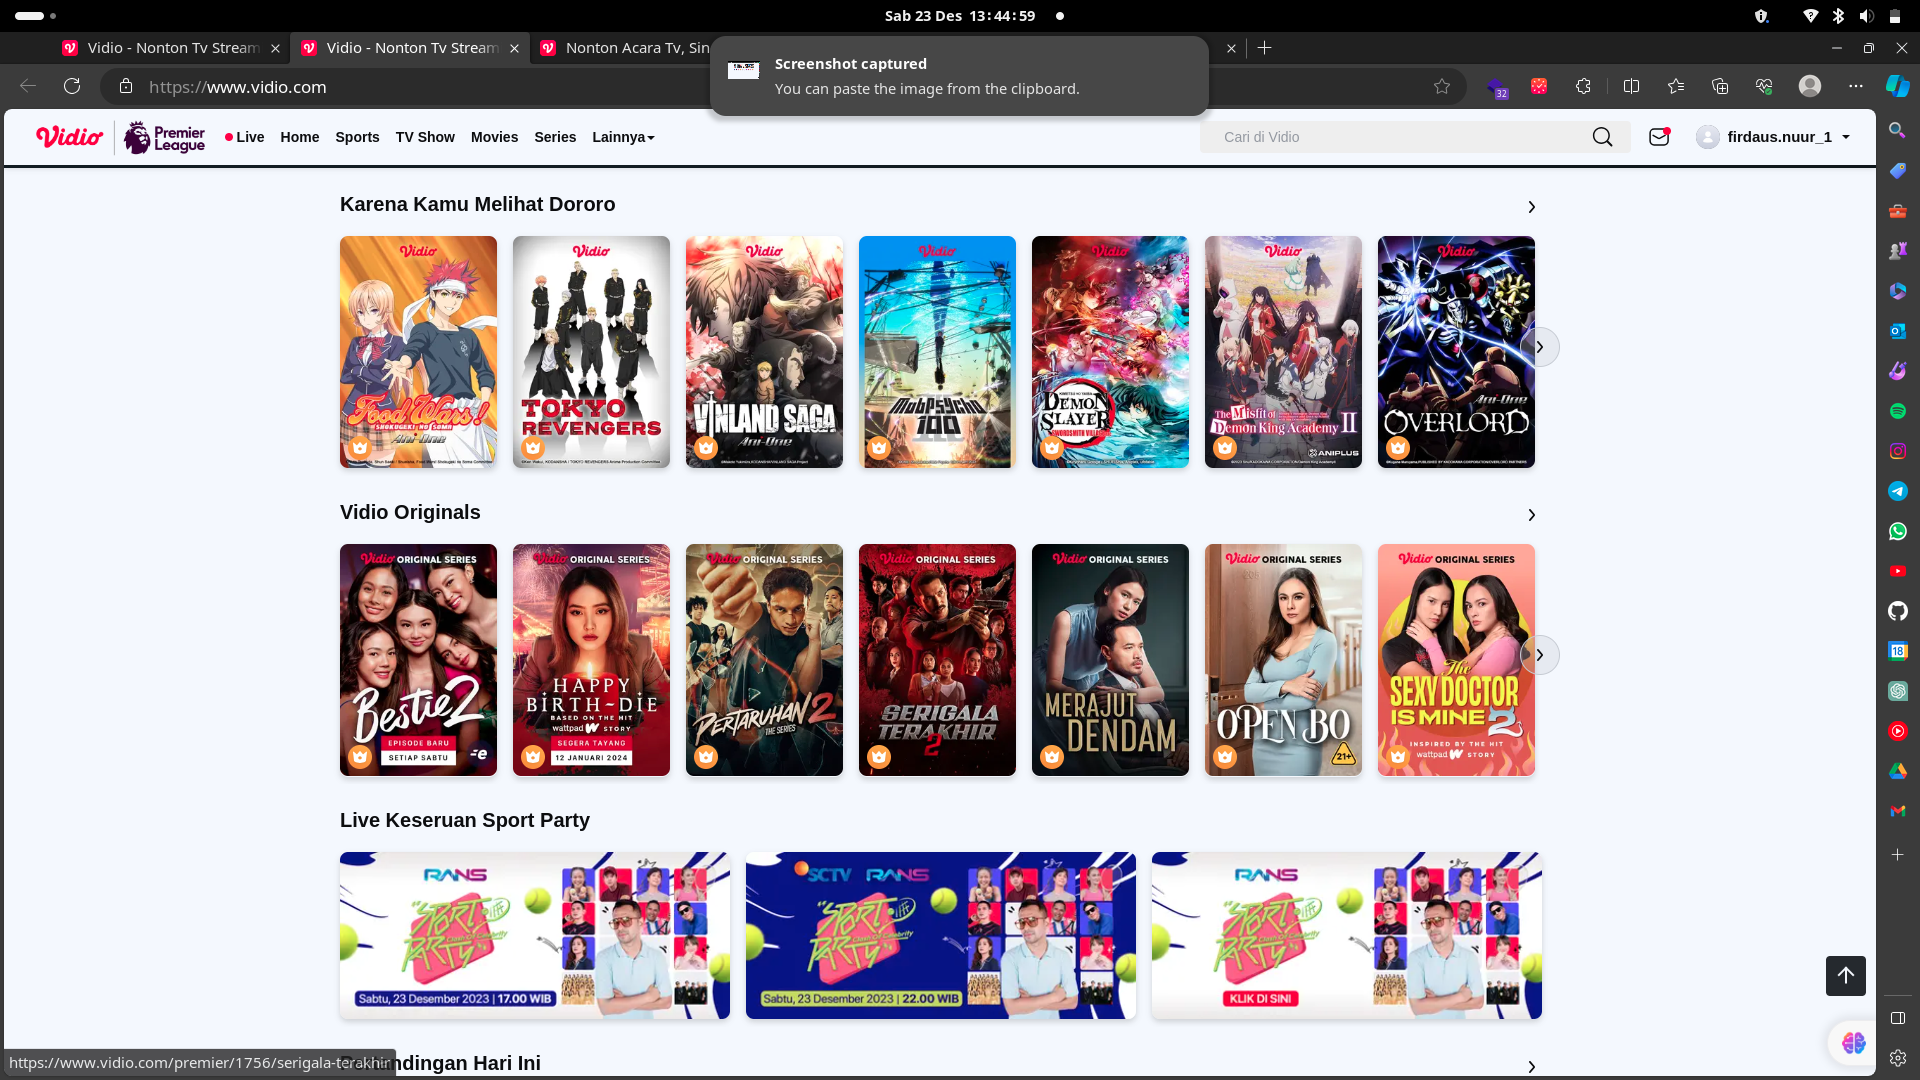 Sab 23 Des 13:44:59
Vidio - Nonton Tv Stream
Vidio - Nonton Tv Stream
Nonton Acara Tv, Sin
Screenshot captured
You can paste the image from the clipboard.
https://www.vidio.com
32
Vidio
Premier League
Live
Home
Sports
TV Show
Movies
Series
Lainnya
Cari di Vidio
firdaus.nuur_1
Karena Kamu Melihat Dororo
Vidio
Food Wars!
SHOKUGEKI NO SOMA
Ani-One
Vidio
TOKYO REVENGERS
Vidio
VINLAND SAGA
Ani-One
Vidio
Mob Psycho 100 III
Vidio
DEMON SLAYER
SWORDSMITH VILLAGE
Vidio
The Misfit of Demon King Academy II
ANIPLUS
Vidio
Ani-One
OVERLORD
Vidio Originals
Vidio ORIGINAL SERIES
Bestie 2
EPISODE BARU
SETIAP SABTU
Vidio ORIGINAL SERIES
HAPPY BIRTH~DIE
BASED ON THE HIT
wattpad W STORY
SEGERA TAYANG
12 JANUARI 2024
Vidio ORIGINAL SERIES
PERTARUHAN 2
THE SERIES
Vidio ORIGINAL SERIES
SERIGALA TERAKHIR 2
Vidio ORIGINAL SERIES
MERAJUT DENDAM
Vidio ORIGINAL SERIES
OPEN BO
21+
Vidio ORIGINAL SERIES
The SEXY DOCTOR IS MINE 2
INSPIRED BY THE HIT
wattpad W STORY
Live Keseruan Sport Party
RANS
SPORT PARTY
Sabtu, 23 Desember 2023 | 17.00 WIB
SCTV RANS
SPORT PARTY
Sabtu, 23 Desember 2023 | 22.00 WIB
RANS
SPORT PARTY
KLIK DI SINI
ndingan Hari Ini
https://www.vidio.com/premier/1756/serigala-terakhir
18